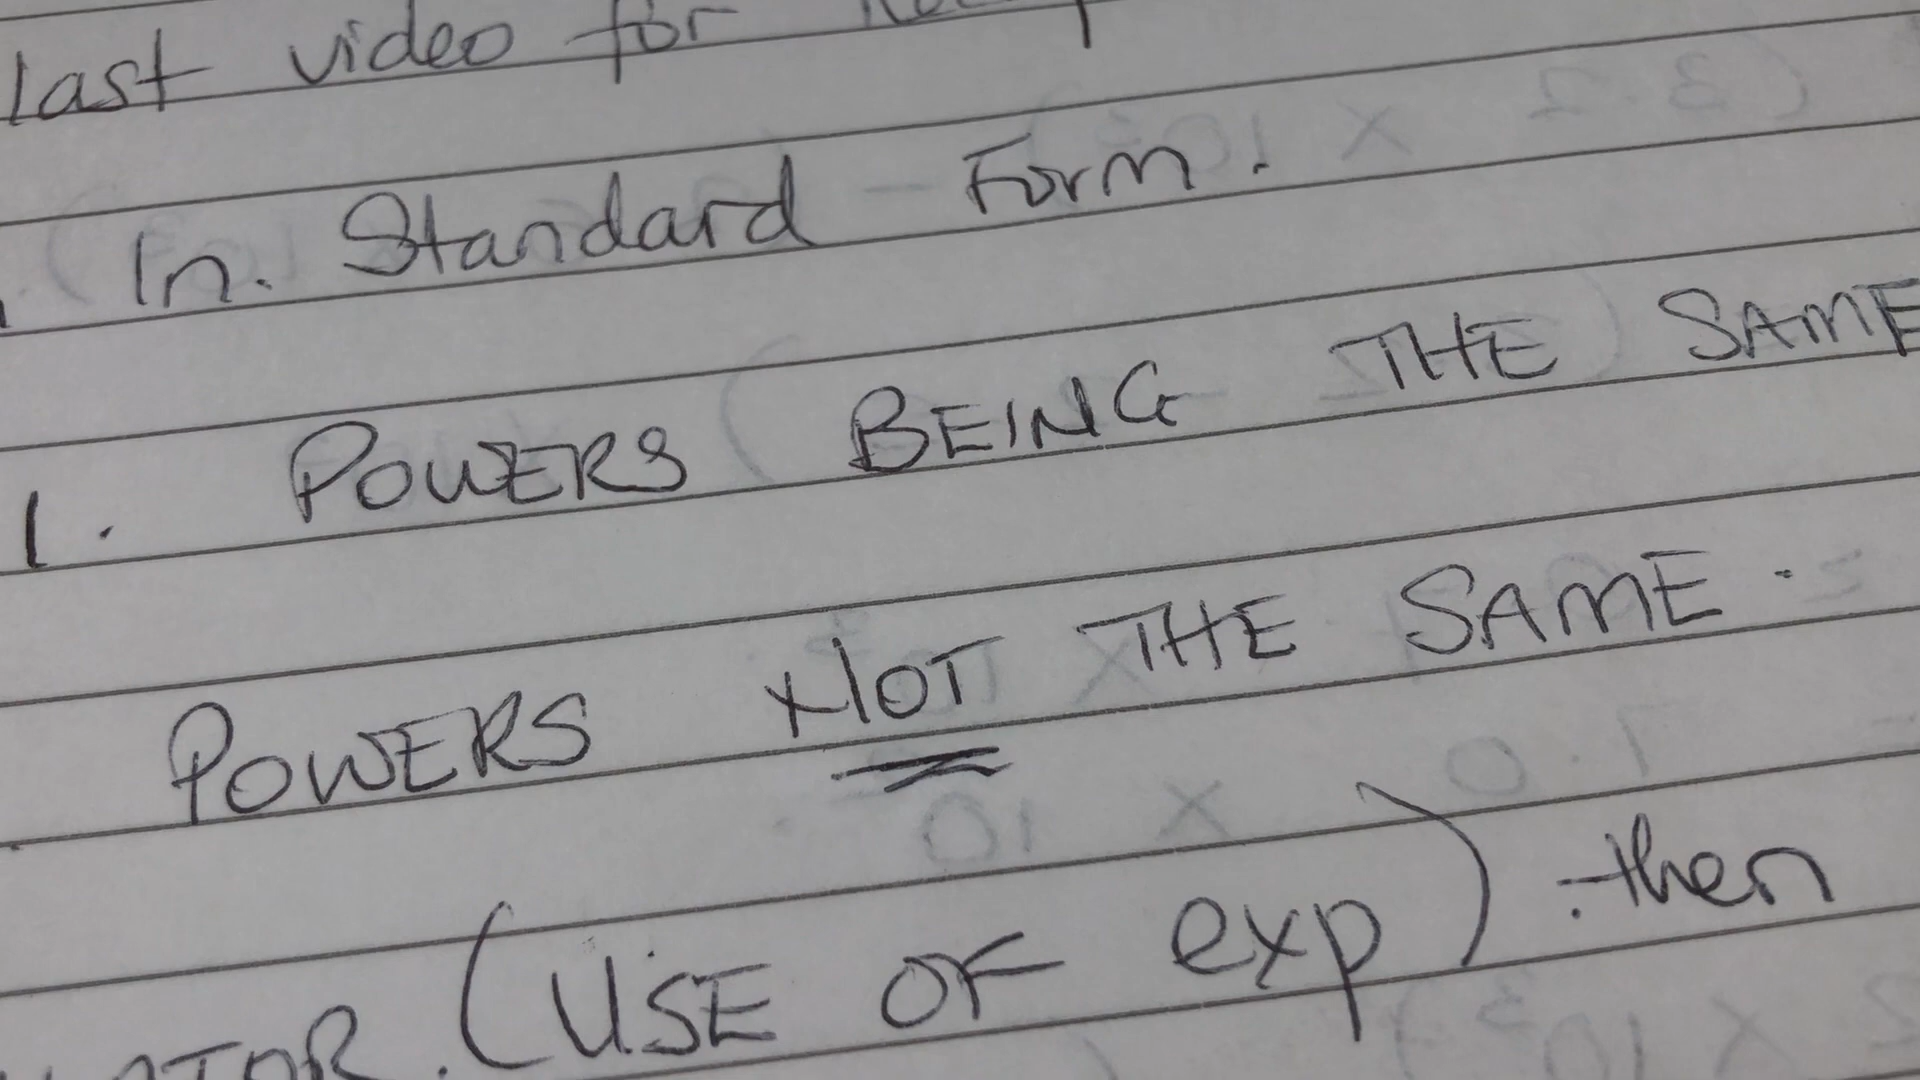 last video for
In. Standard - Form.
1. POWERS BEING THE SAME
POWERS NOT THE SAME.
(USE OF exp) then